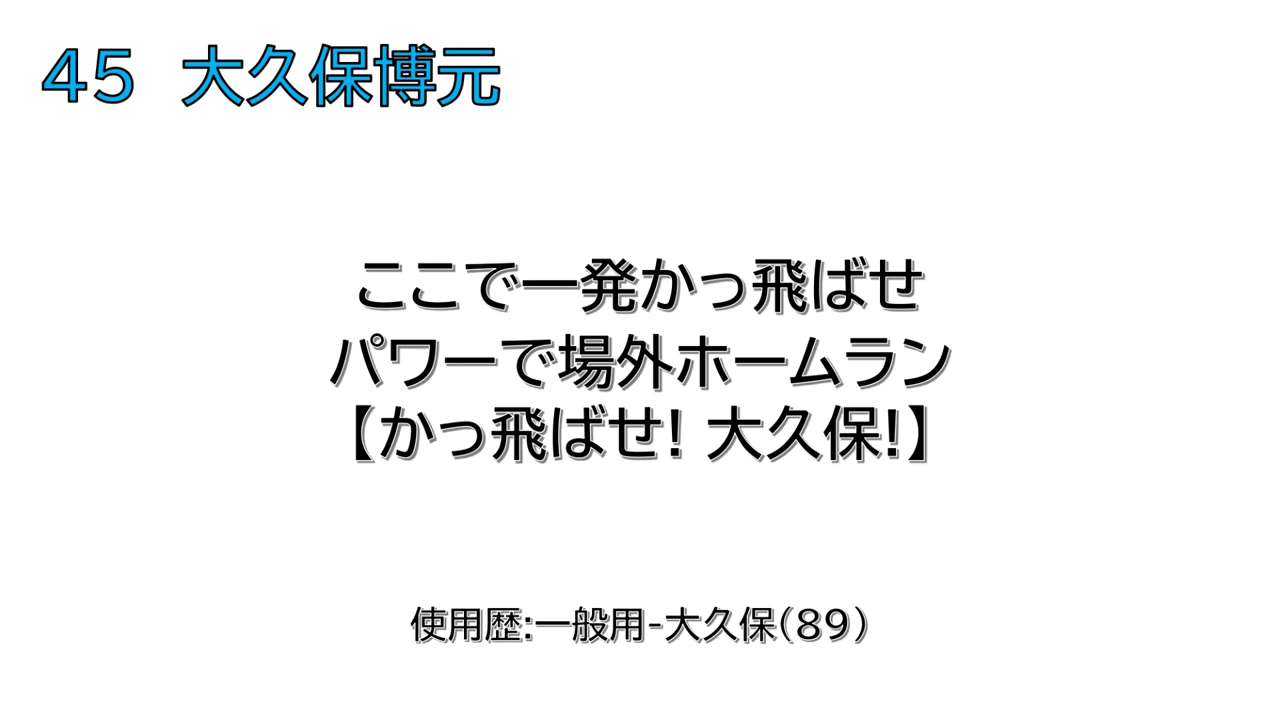 45 大久保博元
ここで一発かっ飛ばせ
パワーで場外ホームラン
【かっ飛ばせ! 大久保!】
使用歴:一般用-大久保(89)